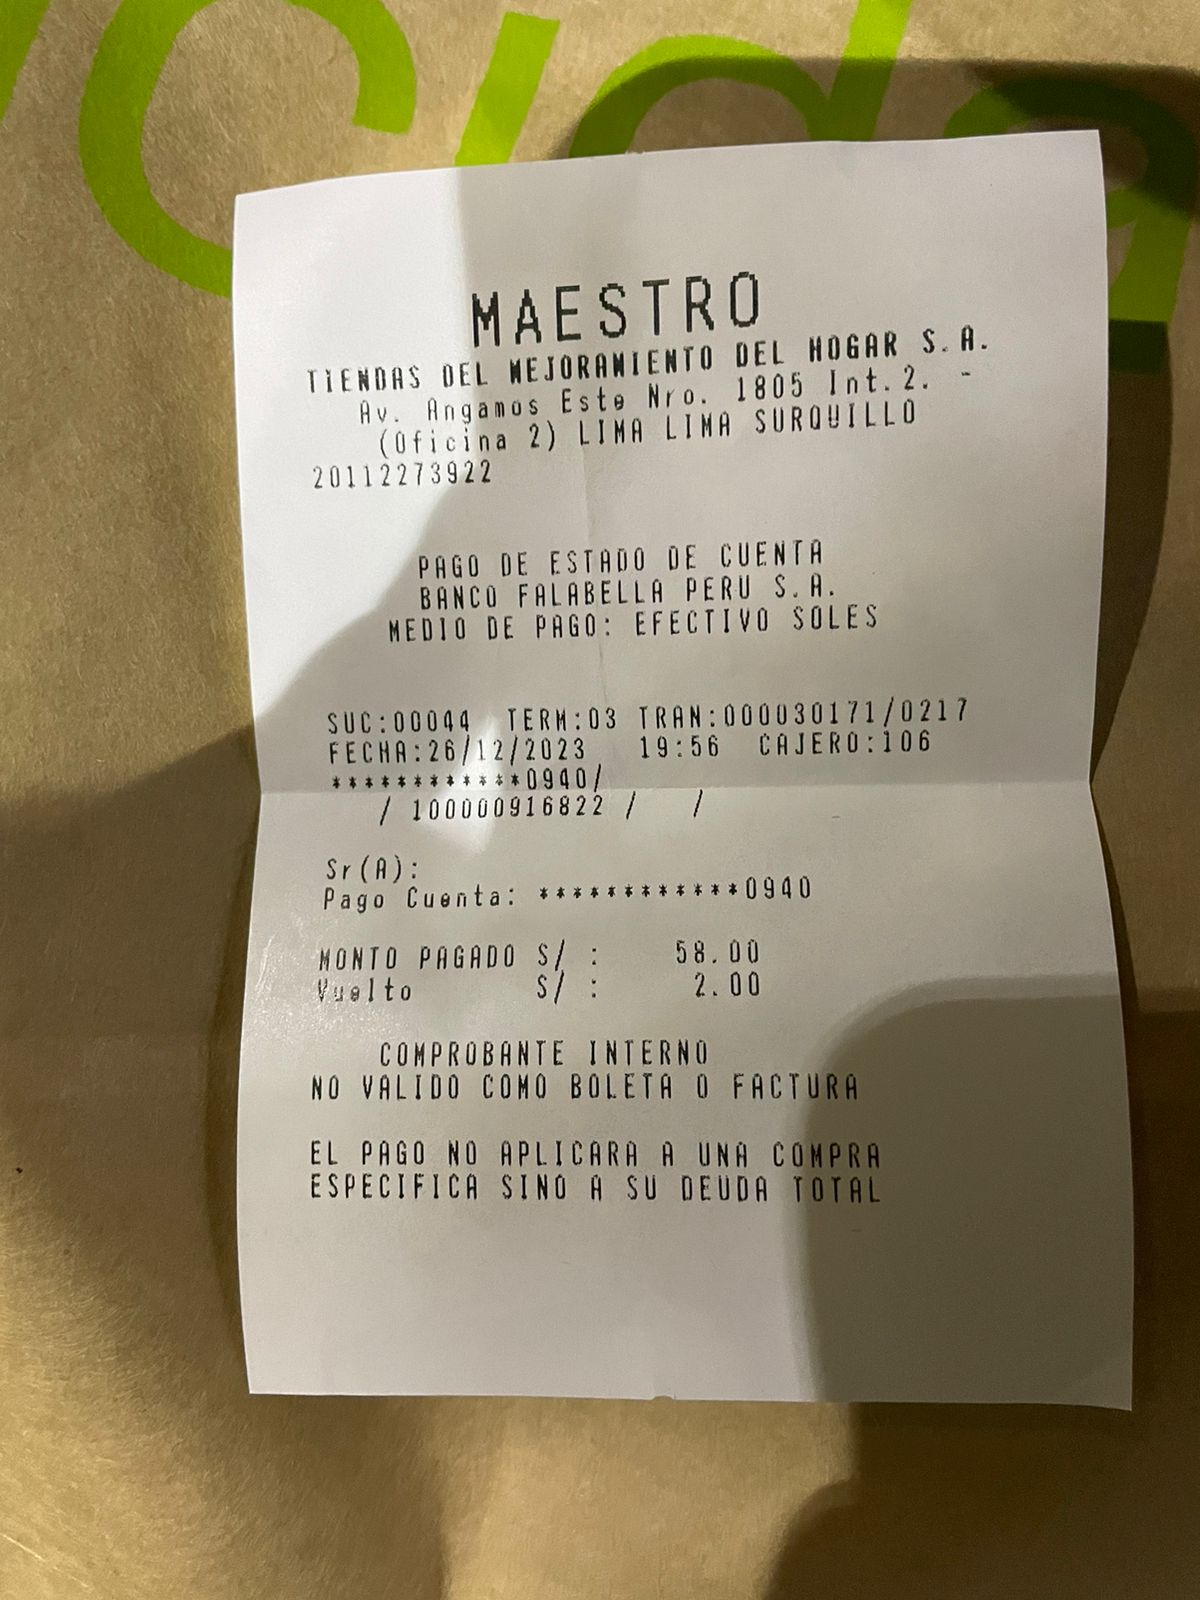 MAESTRO
TIENDAS DEL MEJORAMIENTO DEL HOGAR S.A.
Av. Angamos Este Nro. 1805 Int.2. -
(Oficina 2) LIMA LIMA SURQUILLO
20112273922
PAGO DE ESTADO DE CUENTA
BANCO FALABELLA PERU S.A.
MEDIO DE PAGO: EFECTIVO SOLES
SUC:00044 TERM:03 TRAN:000030171/0217
FECHA:26/12/2023 19:56 CAJERO:106
************0940/
/ 100000916822 / /
Sr(A):
Pago Cuenta: ************0940
MONTO PAGADO S/ : 58.00
Vuelto S/ : 2.00
COMPROBANTE INTERNO
NO VALIDO COMO BOLETA O FACTURA
EL PAGO NO APLICARA A UNA COMPRA
ESPECIFICA SINO A SU DEUDA TOTAL